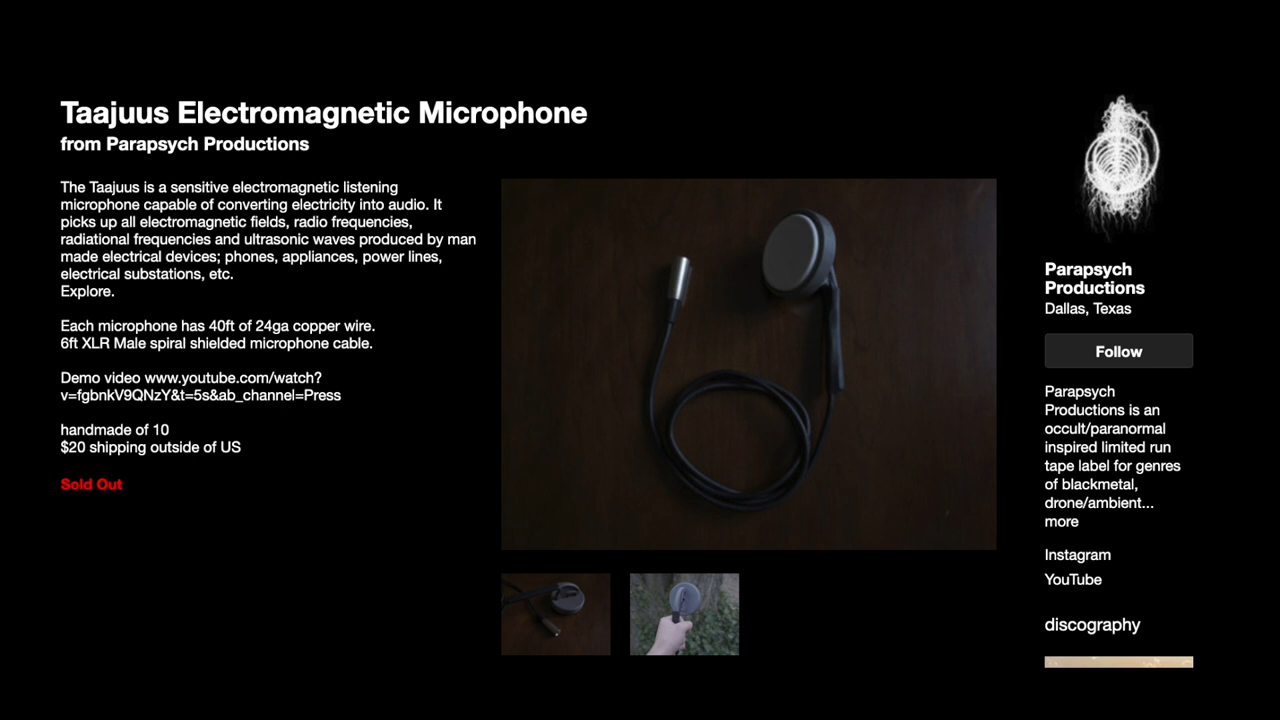 Taajuus Electromagnetic Microphone
from Parapsych Productions
The Taajuus is a sensitive electromagnetic listening
microphone capable of converting electricity into audio. It
picks up all electromagnetic fields, radio frequencies,
radiational frequencies and ultrasonic waves produced by man
made electrical devices; phones, appliances, power lines,
electrical substations, etc.
Explore.
Each microphone has 40ft of 24ga copper wire.
6ft XLR Male spiral shielded microphone cable.
Demo video www.youtube.com/watch?
v=fgbnkV9QNzY&t=5s&ab_channel=Press
handmade of 10
$20 shipping outside of US
Sold Out
Parapsych
Productions
Dallas, Texas
Follow
Parapsych
Productions is an
occult/paranormal
inspired limited run
tape label for genres
of blackmetal,
drone/ambient...
more
Instagram
YouTube
discography